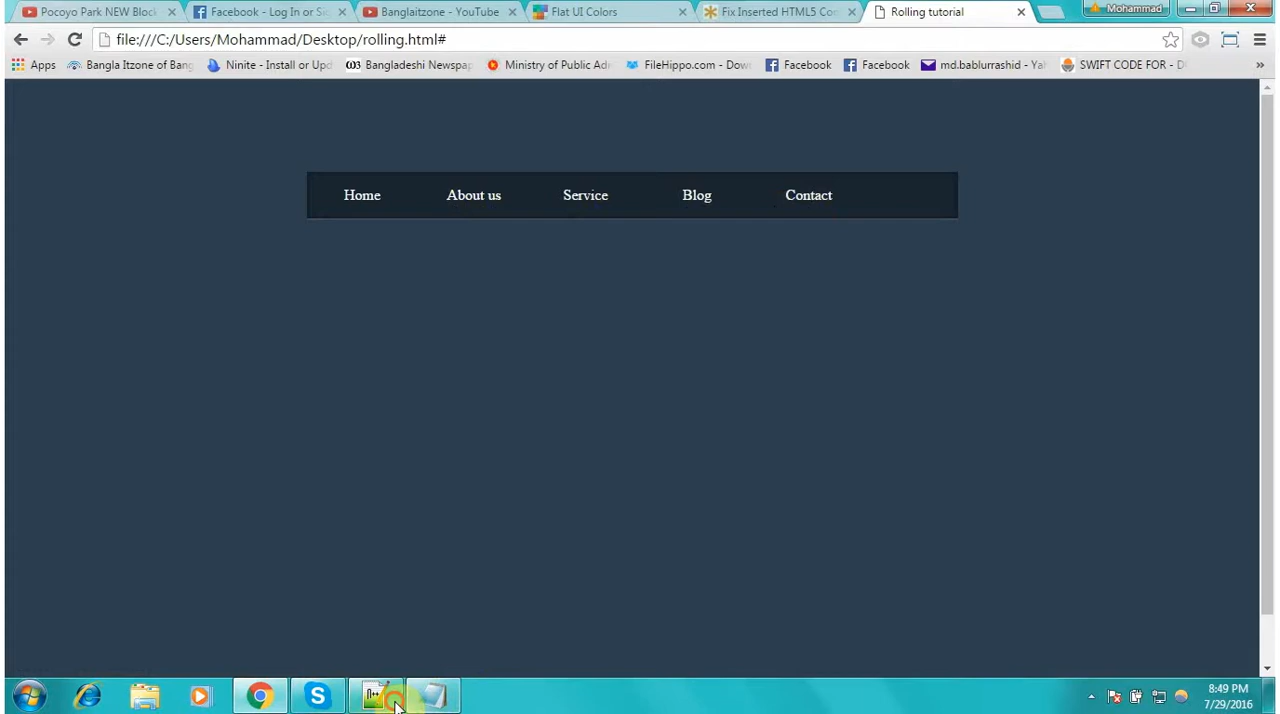 Pocoyo Park NEW Block
Facebook - Log In or Si
Banglaitzone - YouTube
Flat UI Colors
Fix Inserted HTML5 Con
Rolling tutorial
Mohammad
file:///C:/Users/Mohammad/Desktop/rolling.html#
Apps
Bangla Itzone of Bang
Ninite - Install or Upd
Bangladeshi Newspap
Ministry of Public Adr
FileHippo.com - Dow
Facebook
Facebook
md.bablurrashid - Yah
SWIFT CODE FOR - D
Home
About us
Service
Blog
Contact
8:49 PM
7/29/2016